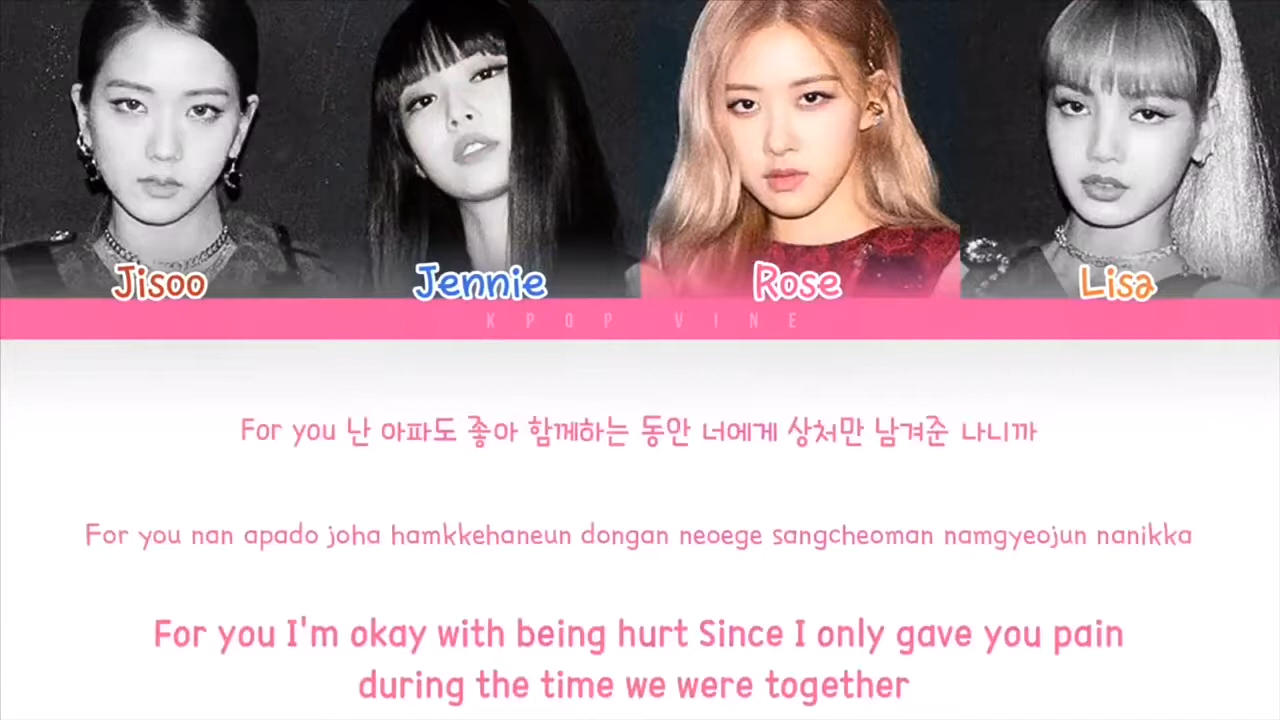 Jisoo Jennie Rose Lisa
KPOP VINE
For you 난 아파도 좋아 함께하는 동안 너에게 상처만 남겨준 나니까
For you nan apado joha hamkkehaneun dongan neoege sangcheoman namgyeojun nanikka
For you I'm okay with being hurt Since I only gave you pain
during the time we were together